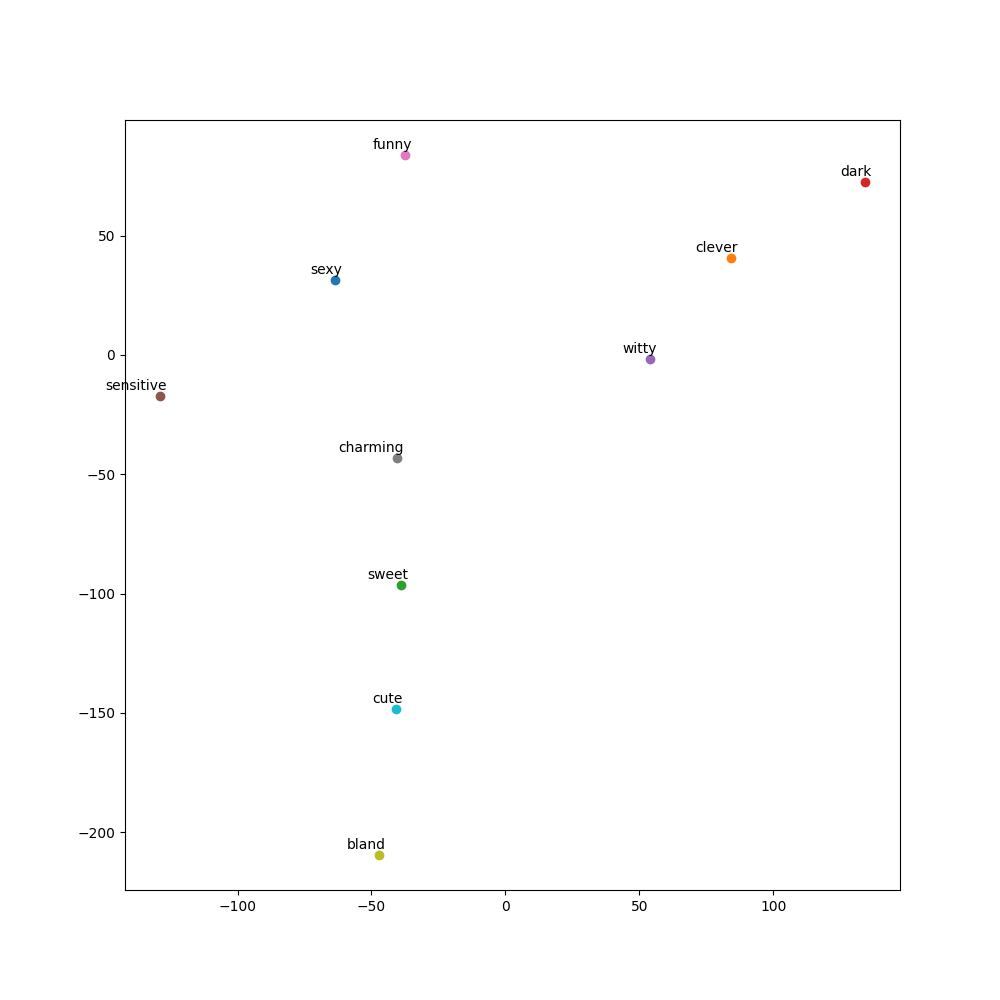 funny
dark
clever
50
sexy
witty
0
sensitive
charming
−50
sweet
−100
cute
−150
bland
−200
−100 −50 0 50 100